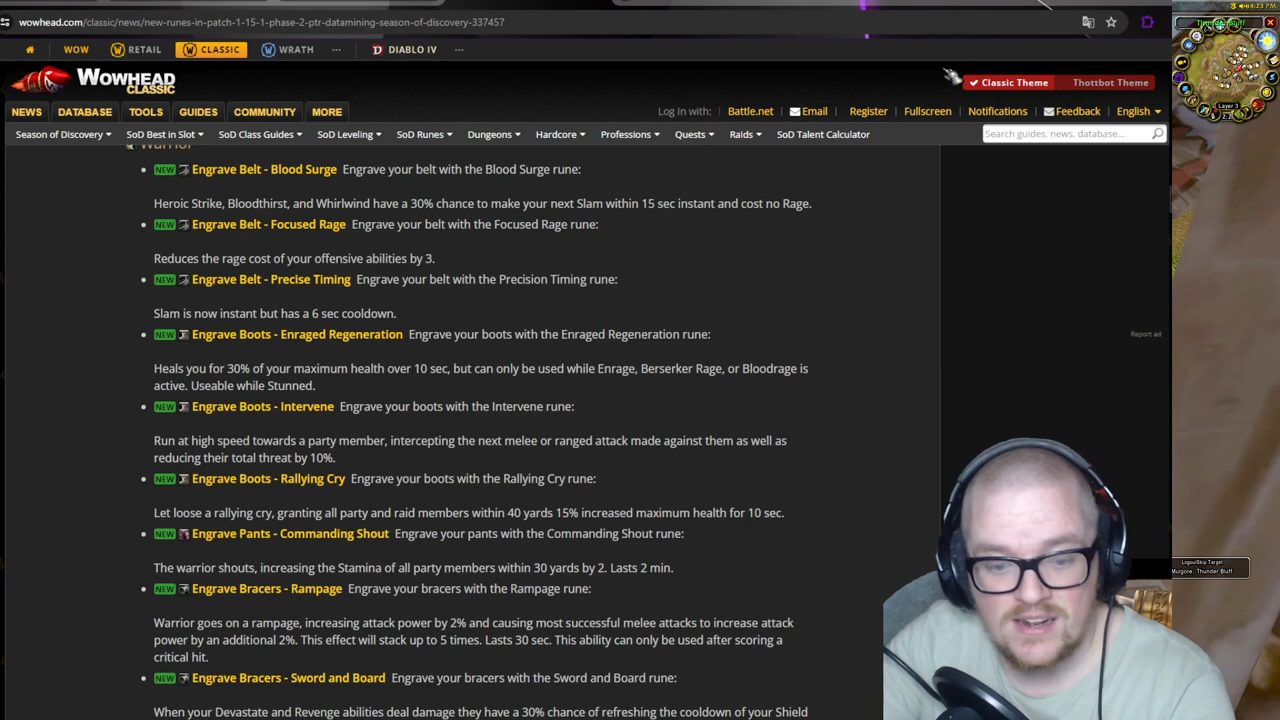 wowhead.com/classic/news/new-runes-in-patch-1-15-1-phase-2-ptr-datamining-season-of-discovery-337457
4:23 PM
Thunder Bluff
WOW RETAIL CLASSIC WRATH DIABLO IV
WOWHEAD CLASSIC
Classic Theme Thottbot Theme
NEWS DATABASE TOOLS GUIDES COMMUNITY MORE
Log In with: Battle.net Email Register Fullscreen Notifications Feedback English
Layer 3
Season of Discovery SoD Best in Slot SoD Class Guides SoD Leveling SoD Runes Dungeons Hardcore Professions Quests Raids SoD Talent Calculator
Search guides, news, database...
Warrior
NEW Engrave Belt - Blood Surge Engrave your belt with the Blood Surge rune:
Heroic Strike, Bloodthirst, and Whirlwind have a 30% chance to make your next Slam within 15 sec instant and cost no Rage.
NEW Engrave Belt - Focused Rage Engrave your belt with the Focused Rage rune:
Reduces the rage cost of your offensive abilities by 3.
NEW Engrave Belt - Precise Timing Engrave your belt with the Precision Timing rune:
Slam is now instant but has a 6 sec cooldown.
NEW Engrave Boots - Enraged Regeneration Engrave your boots with the Enraged Regeneration rune:
Report ad
Heals you for 30% of your maximum health over 10 sec, but can only be used while Enrage, Berserker Rage, or Bloodrage is
active. Useable while Stunned.
NEW Engrave Boots - Intervene Engrave your boots with the Intervene rune:
Run at high speed towards a party member, intercepting the next melee or ranged attack made against them as well as
reducing their total threat by 10%.
NEW Engrave Boots - Rallying Cry Engrave your boots with the Rallying Cry rune:
Let loose a rallying cry, granting all party and raid members within 40 yards 15% increased maximum health for 10 sec.
NEW Engrave Pants - Commanding Shout Engrave your pants with the Commanding Shout rune:
The warrior shouts, increasing the Stamina of all party members within 30 yards by 2. Lasts 2 min.
LogoutSkip Target
Mulgore: Thunder Bluff
NEW Engrave Bracers - Rampage Engrave your bracers with the Rampage rune:
Warrior goes on a rampage, increasing attack power by 2% and causing most successful melee attacks to increase attack
power by an additional 2%. This effect will stack up to 5 times. Lasts 30 sec. This ability can only be used after scoring a
critical hit.
NEW Engrave Bracers - Sword and Board Engrave your bracers with the Sword and Board rune:
When your Devastate and Revenge abilities deal damage they have a 30% chance of refreshing the cooldown of your Shield